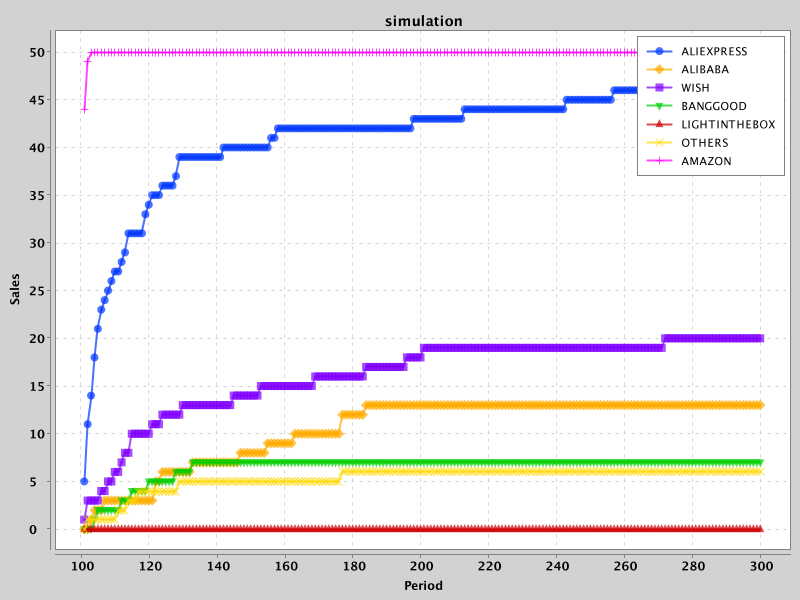 simulation
50
45
40
35
30
25
20
15
10
5
0
Sales
100 120 140 160 180 200 220 240 260 280 300
Period
ALIEXPRESS
ALIBABA
WISH
BANGGOOD
LIGHTINTHEBOX
OTHERS
AMAZON